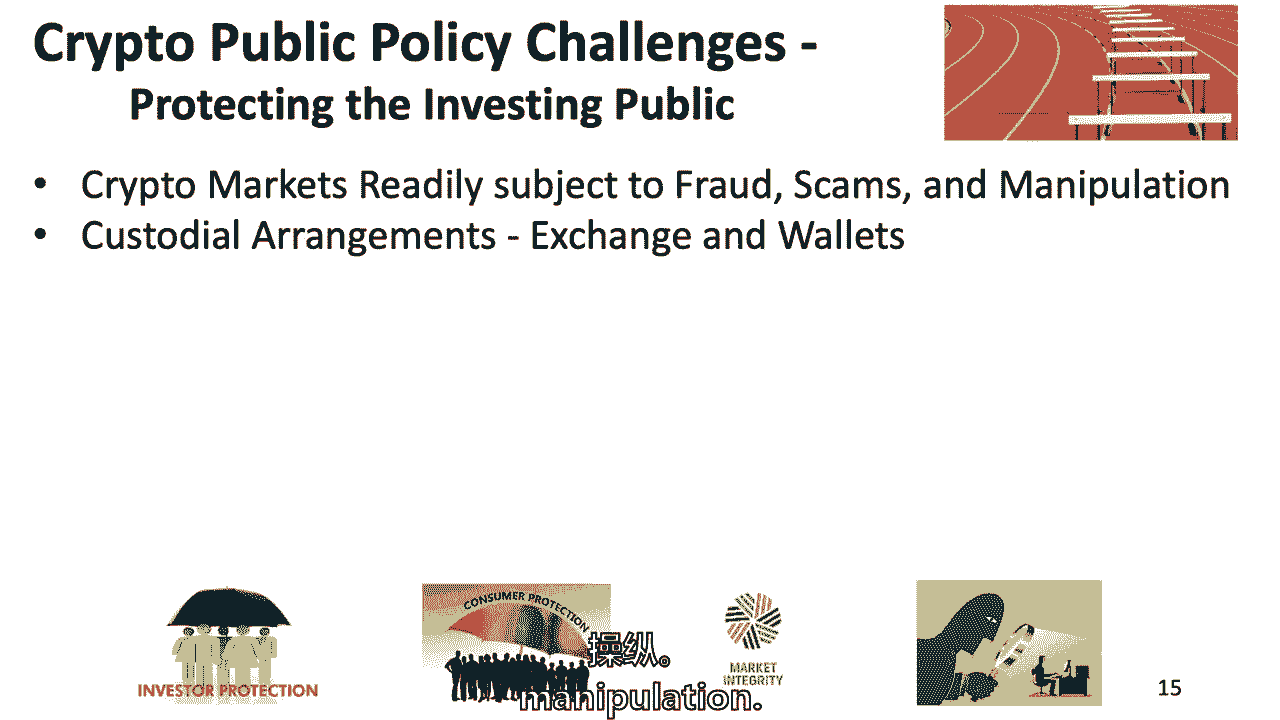 Crypto Public Policy Challenges -
Protecting the Investing Public
• Crypto Markets Readily subject to Fraud, Scams, and Manipulation
• Custodial Arrangements - Exchange and Wallets
INVESTOR PROTECTION
CONSUMER PROTECTION
操纵。
manipulation.
MARKET
INTEGRITY
15